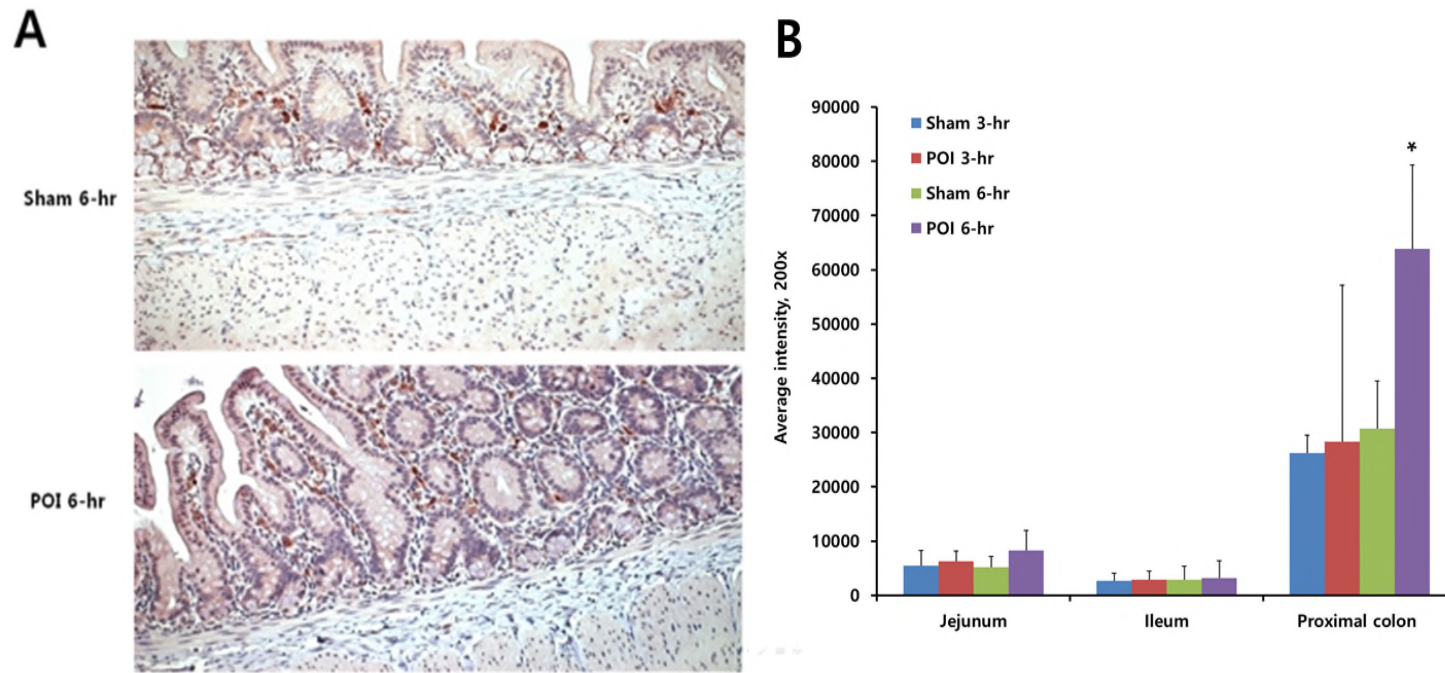 A
Sham 6-hr
POI 6-hr
B
Average intensity, 200x
90000
80000
70000
60000
50000
40000
30000
20000
10000
0
Sham 3-hr
POI 3-hr
Sham 6-hr
POI 6-hr
*
Jejunum
Ileum
Proximal colon